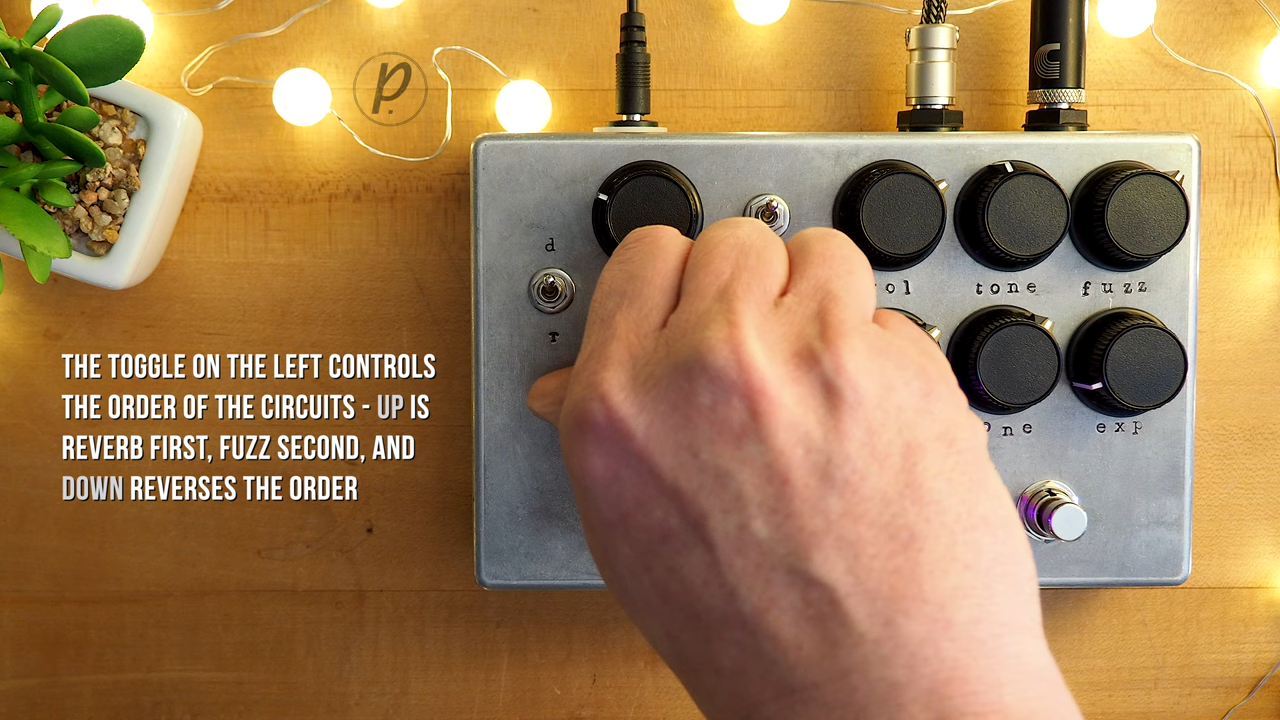 p.
d
THE TOGGLE ON THE LEFT CONTROLS
THE ORDER OF THE CIRCUITS - UP IS
REVERB FIRST, FUZZ SECOND, AND
DOWN REVERSES THE ORDER
tone fuzz
exp